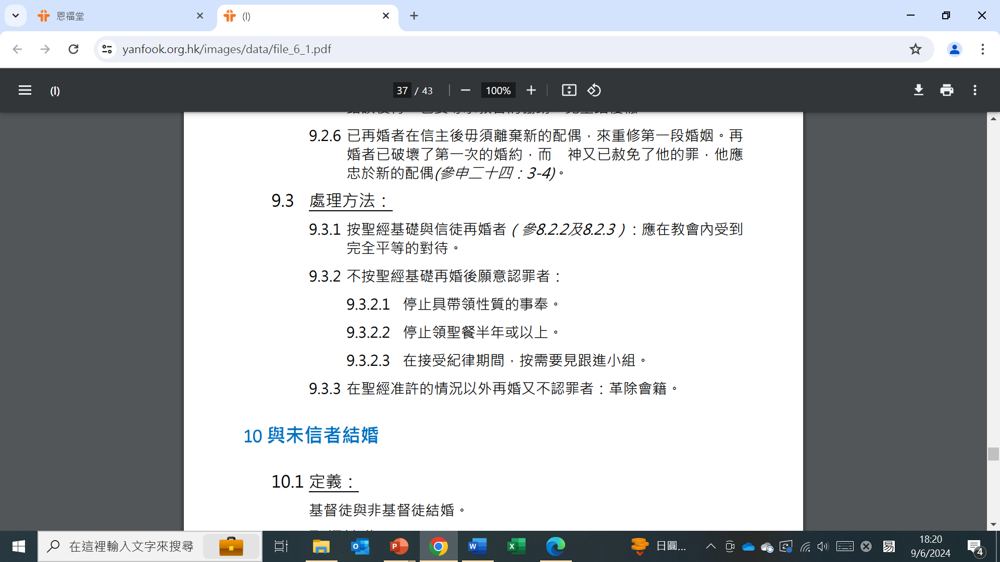 恩福堂
(I)
yanfook.org.hk/images/data/file_6_1.pdf
(I)
37 / 43
100%
9.2.6 已再婚者在信主後毋須離棄新的配偶，來重修第一段婚姻。再
婚者已破壞了第一次的婚約，而　神又已赦免了他的罪，他應
忠於新的配偶(參申二十四：3-4)。
9.3 處理方法：
9.3.1 按聖經基礎與信徒再婚者（參8.2.2及8.2.3）：應在教會內受到
完全平等的對待。
9.3.2 不按聖經基礎再婚後願意認罪者：
9.3.2.1 停止具帶領性質的事奉。
9.3.2.2 停止領聖餐半年或以上。
9.3.2.3 在接受紀律期間，按需要見跟進小組。
9.3.3 在聖經准許的情況以外再婚又不認罪者：革除會籍。
10 與未信者結婚
10.1 定義：
基督徒與非基督徒結婚。
在這裡輸入文字來搜尋
日圓...
易
18:20
9/6/2024
4